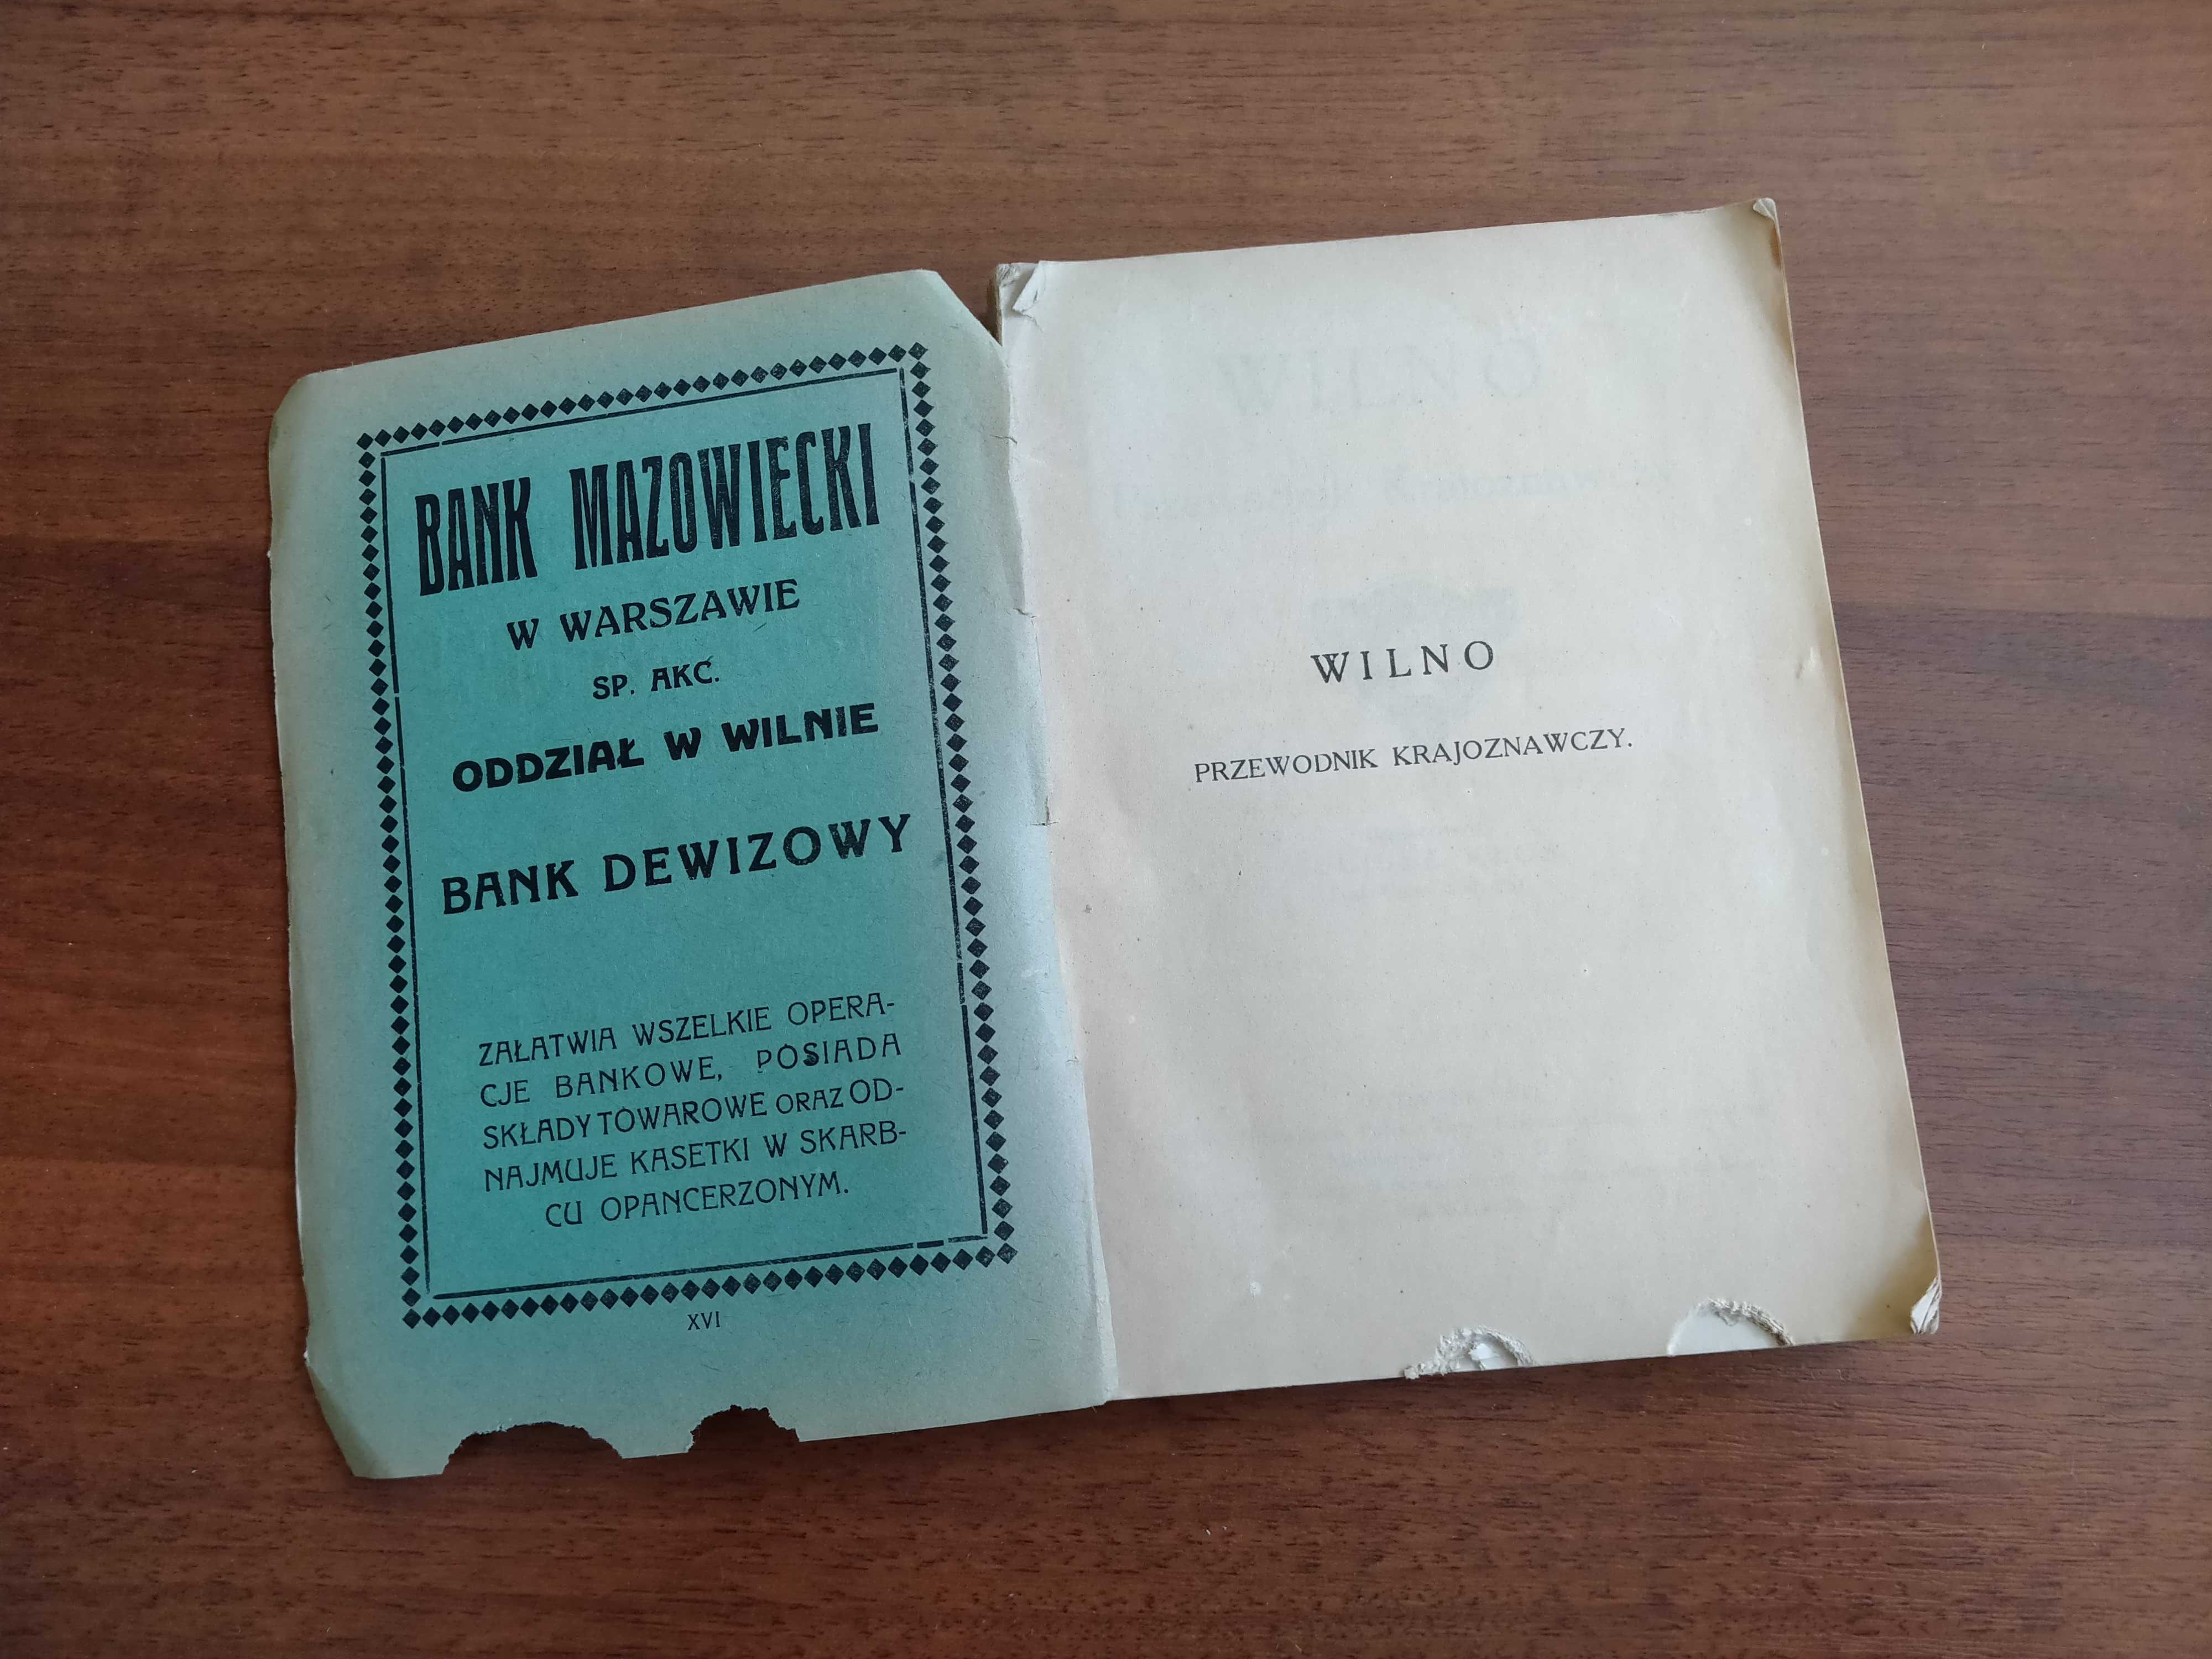 BANK MAZOWIECKI
W WARSZAWIE
SP. AKC.
ODDZIAŁ W WILNIE
BANK DEWIZOWY
ZAŁATWIA WSZELKIE OPERA-
CJE BANKOWE, POSIADA
SKŁADY TOWAROWE ORAZ OD-
NAJMUJE KASETKI W SKARB-
CU OPANCERZONYM.
XVI
WILNO
PRZEWODNIK KRAJOZNAWCZY.